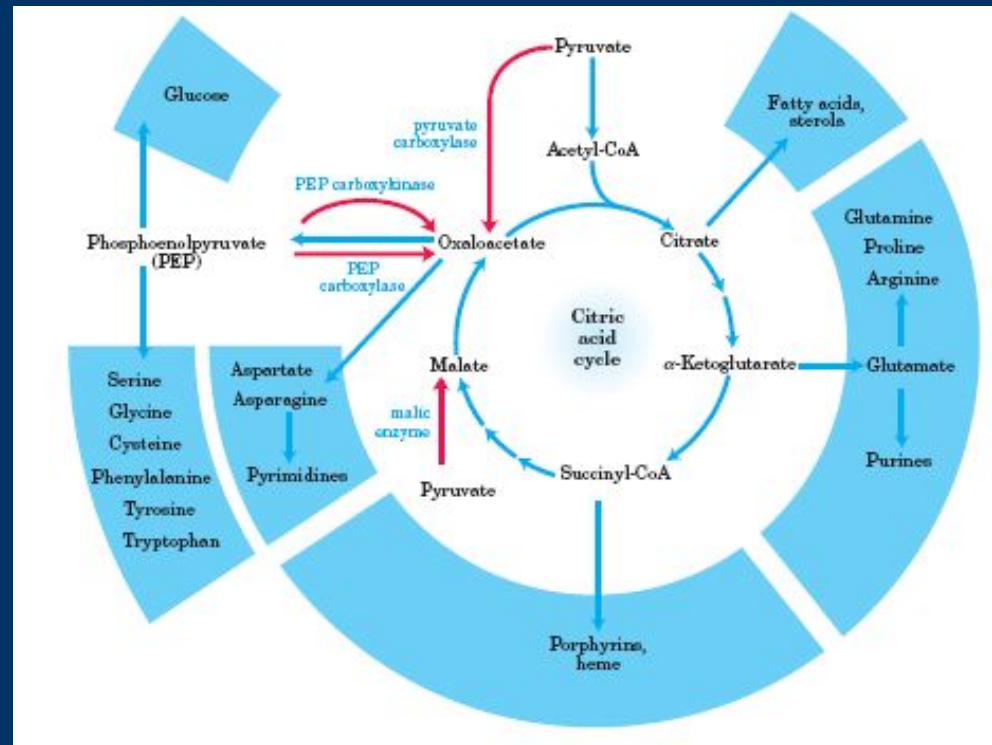 Pyruvate
Glucose
Fatty acids,
sterols
pyruvate
carboxylase
Acetyl-CoA
PEP carboxykinase
Glutamine
Phosphoenolpyruvate
(PEP)
Oxaloacetate
Citrate
Proline
PEP
carboxylase
Arginine
Citric
acid
cycle
Aspartate
Malate
α-Ketoglutarate
Glutamate
Serine
Asparagine
Glycine
malic
enzyme
Cysteine
Purines
Phenylalanine
Pyrimidines
Succinyl-CoA
Pyruvate
Tyrosine
Tryptophan
Porphyrins,
heme